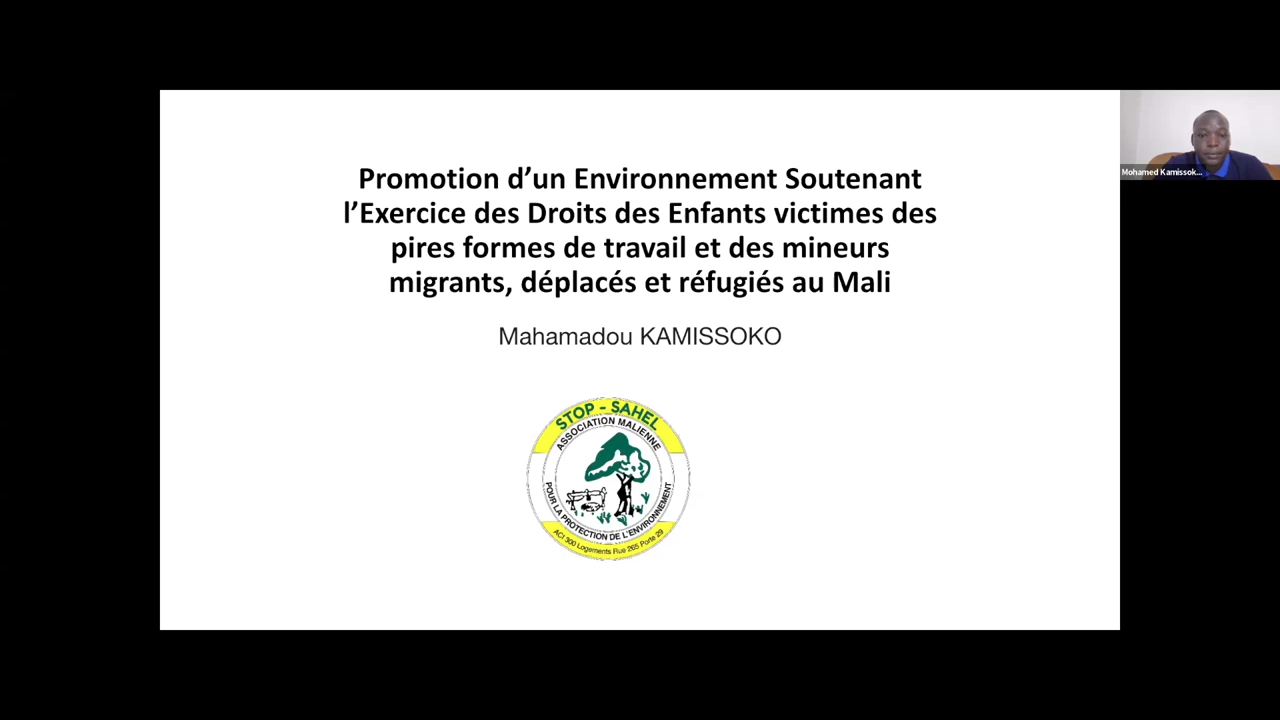 Promotion d’un Environnement Soutenant
l’Exercice des Droits des Enfants victimes des
pires formes de travail et des mineurs
migrants, déplacés et réfugiés au Mali
Mahamadou KAMISSOKO
Mohamed Kamissok...
STOP - SAHEL
ASSOCIATION MALIENNE
POUR LA PROTECTION DE L'ENVIRONNEMENT
ACI 300 Logements Rue 265 Porte 29